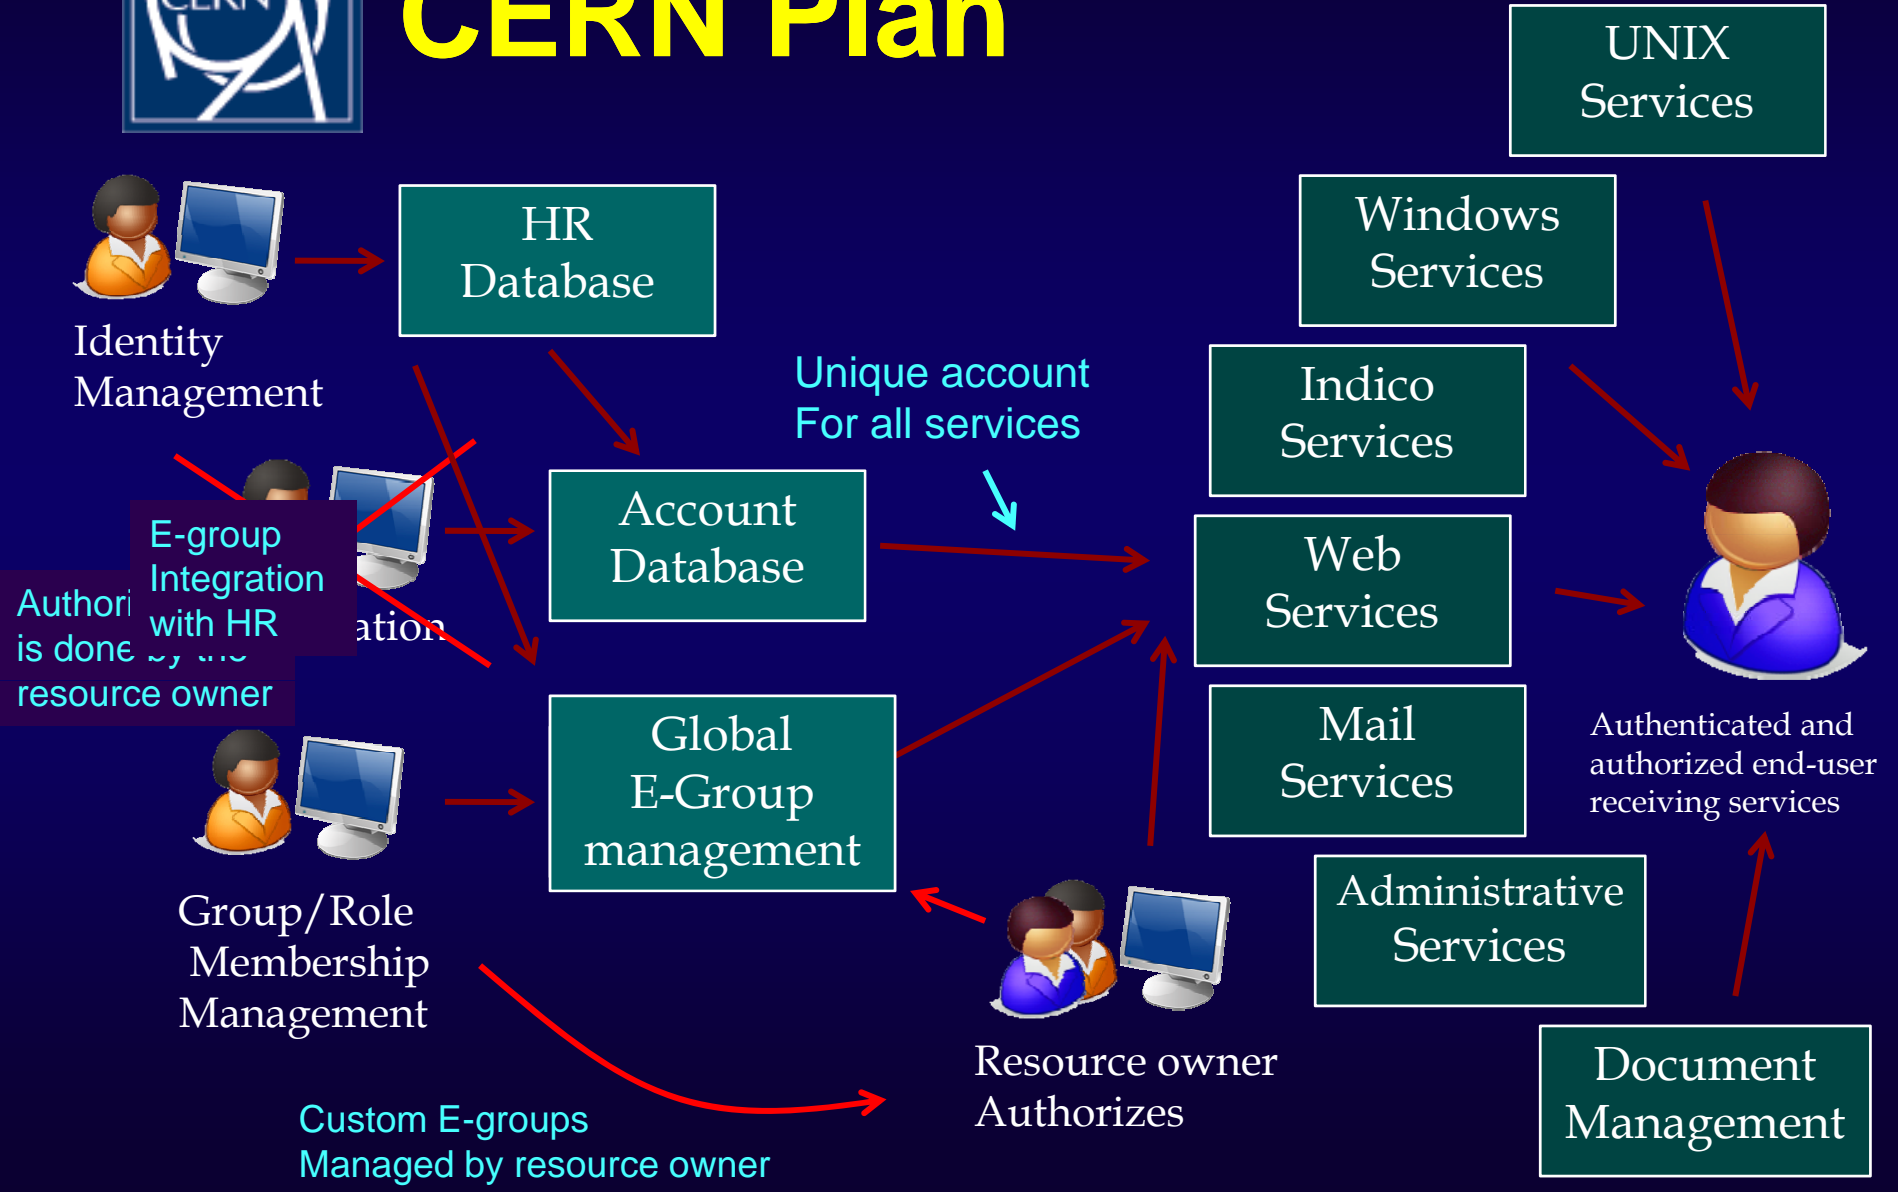 CERN
CERN Plan
UNIX
Services
Windows
Services
HR
Database
Identity
Management
Unique account
For all services
Indico
Services
Account
Database
E-group
Integration
with HR
is done by the
resource owner
Web
Services
Global
E-Group
management
Mail
Services
Authenticated and
authorized end-user
receiving services
Group/Role
Membership
Management
Administrative
Services
Resource owner
Authorizes
Document
Management
Custom E-groups
Managed by resource owner